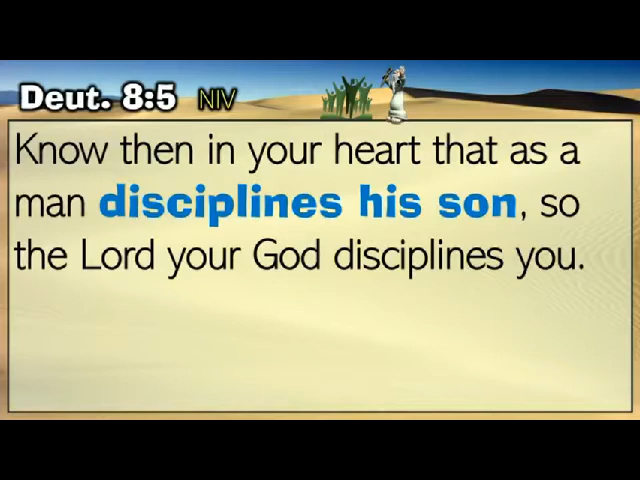 Deut. 8:5 NIV
Know then in your heart that as a
man disciplines his son, so
the Lord your God disciplines you.